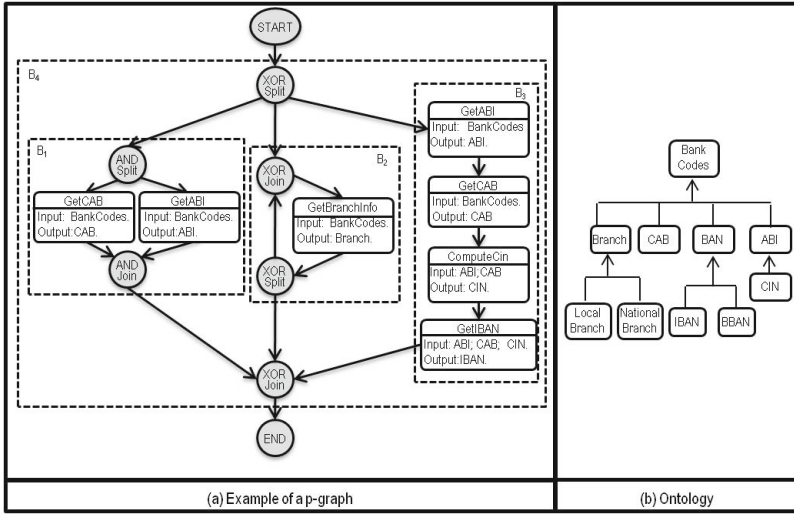 START
B4
XOR
Split
B3
GetABI
Input: BankCodes
Output: ABI.
B1
AND
Split
GetCAB
Input: BankCodes.
Output:CAB.
GetABI
Input: BankCodes.
Output:ABI.
AND
Join
B2
XOR
Join
GetBranchInfo
Input: BankCodes.
Output: Branch.
XOR
Split
GetCAB
Input: BankCodes.
Output: CAB
ComputeCin
Input: ABI;CAB
Output: CIN.
GetIBAN
Input: ABI; CAB; CIN.
Output:IBAN.
XOR
Join
END
(a) Example of a p-graph
Bank
Codes
Branch
CAB
BAN
ABI
CIN
Local
Branch
National
Branch
IBAN
BBAN
(b) Ontology